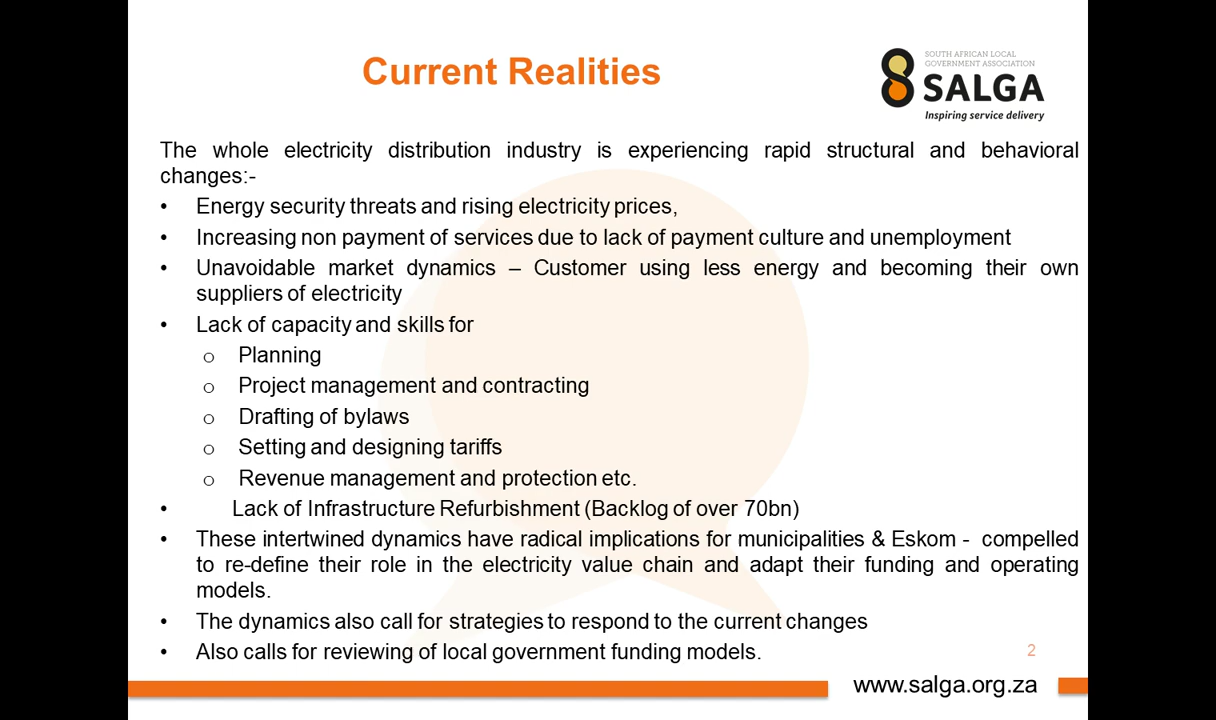 Current Realities
SOUTH AFRICAN LOCAL
GOVERNMENT ASSOCIATION
SALGA
Inspiring service delivery
The whole electricity distribution industry is experiencing rapid structural and behavioral
changes:-
• Energy security threats and rising electricity prices,
• Increasing non payment of services due to lack of payment culture and unemployment
• Unavoidable market dynamics – Customer using less energy and becoming their own
suppliers of electricity
• Lack of capacity and skills for
o Planning
o Project management and contracting
o Drafting of bylaws
o Setting and designing tariffs
o Revenue management and protection etc.
• Lack of Infrastructure Refurbishment (Backlog of over 70bn)
• These intertwined dynamics have radical implications for municipalities & Eskom - compelled
to re-define their role in the electricity value chain and adapt their funding and operating
models.
• The dynamics also call for strategies to respond to the current changes
• Also calls for reviewing of local government funding models.
2
www.salga.org.za